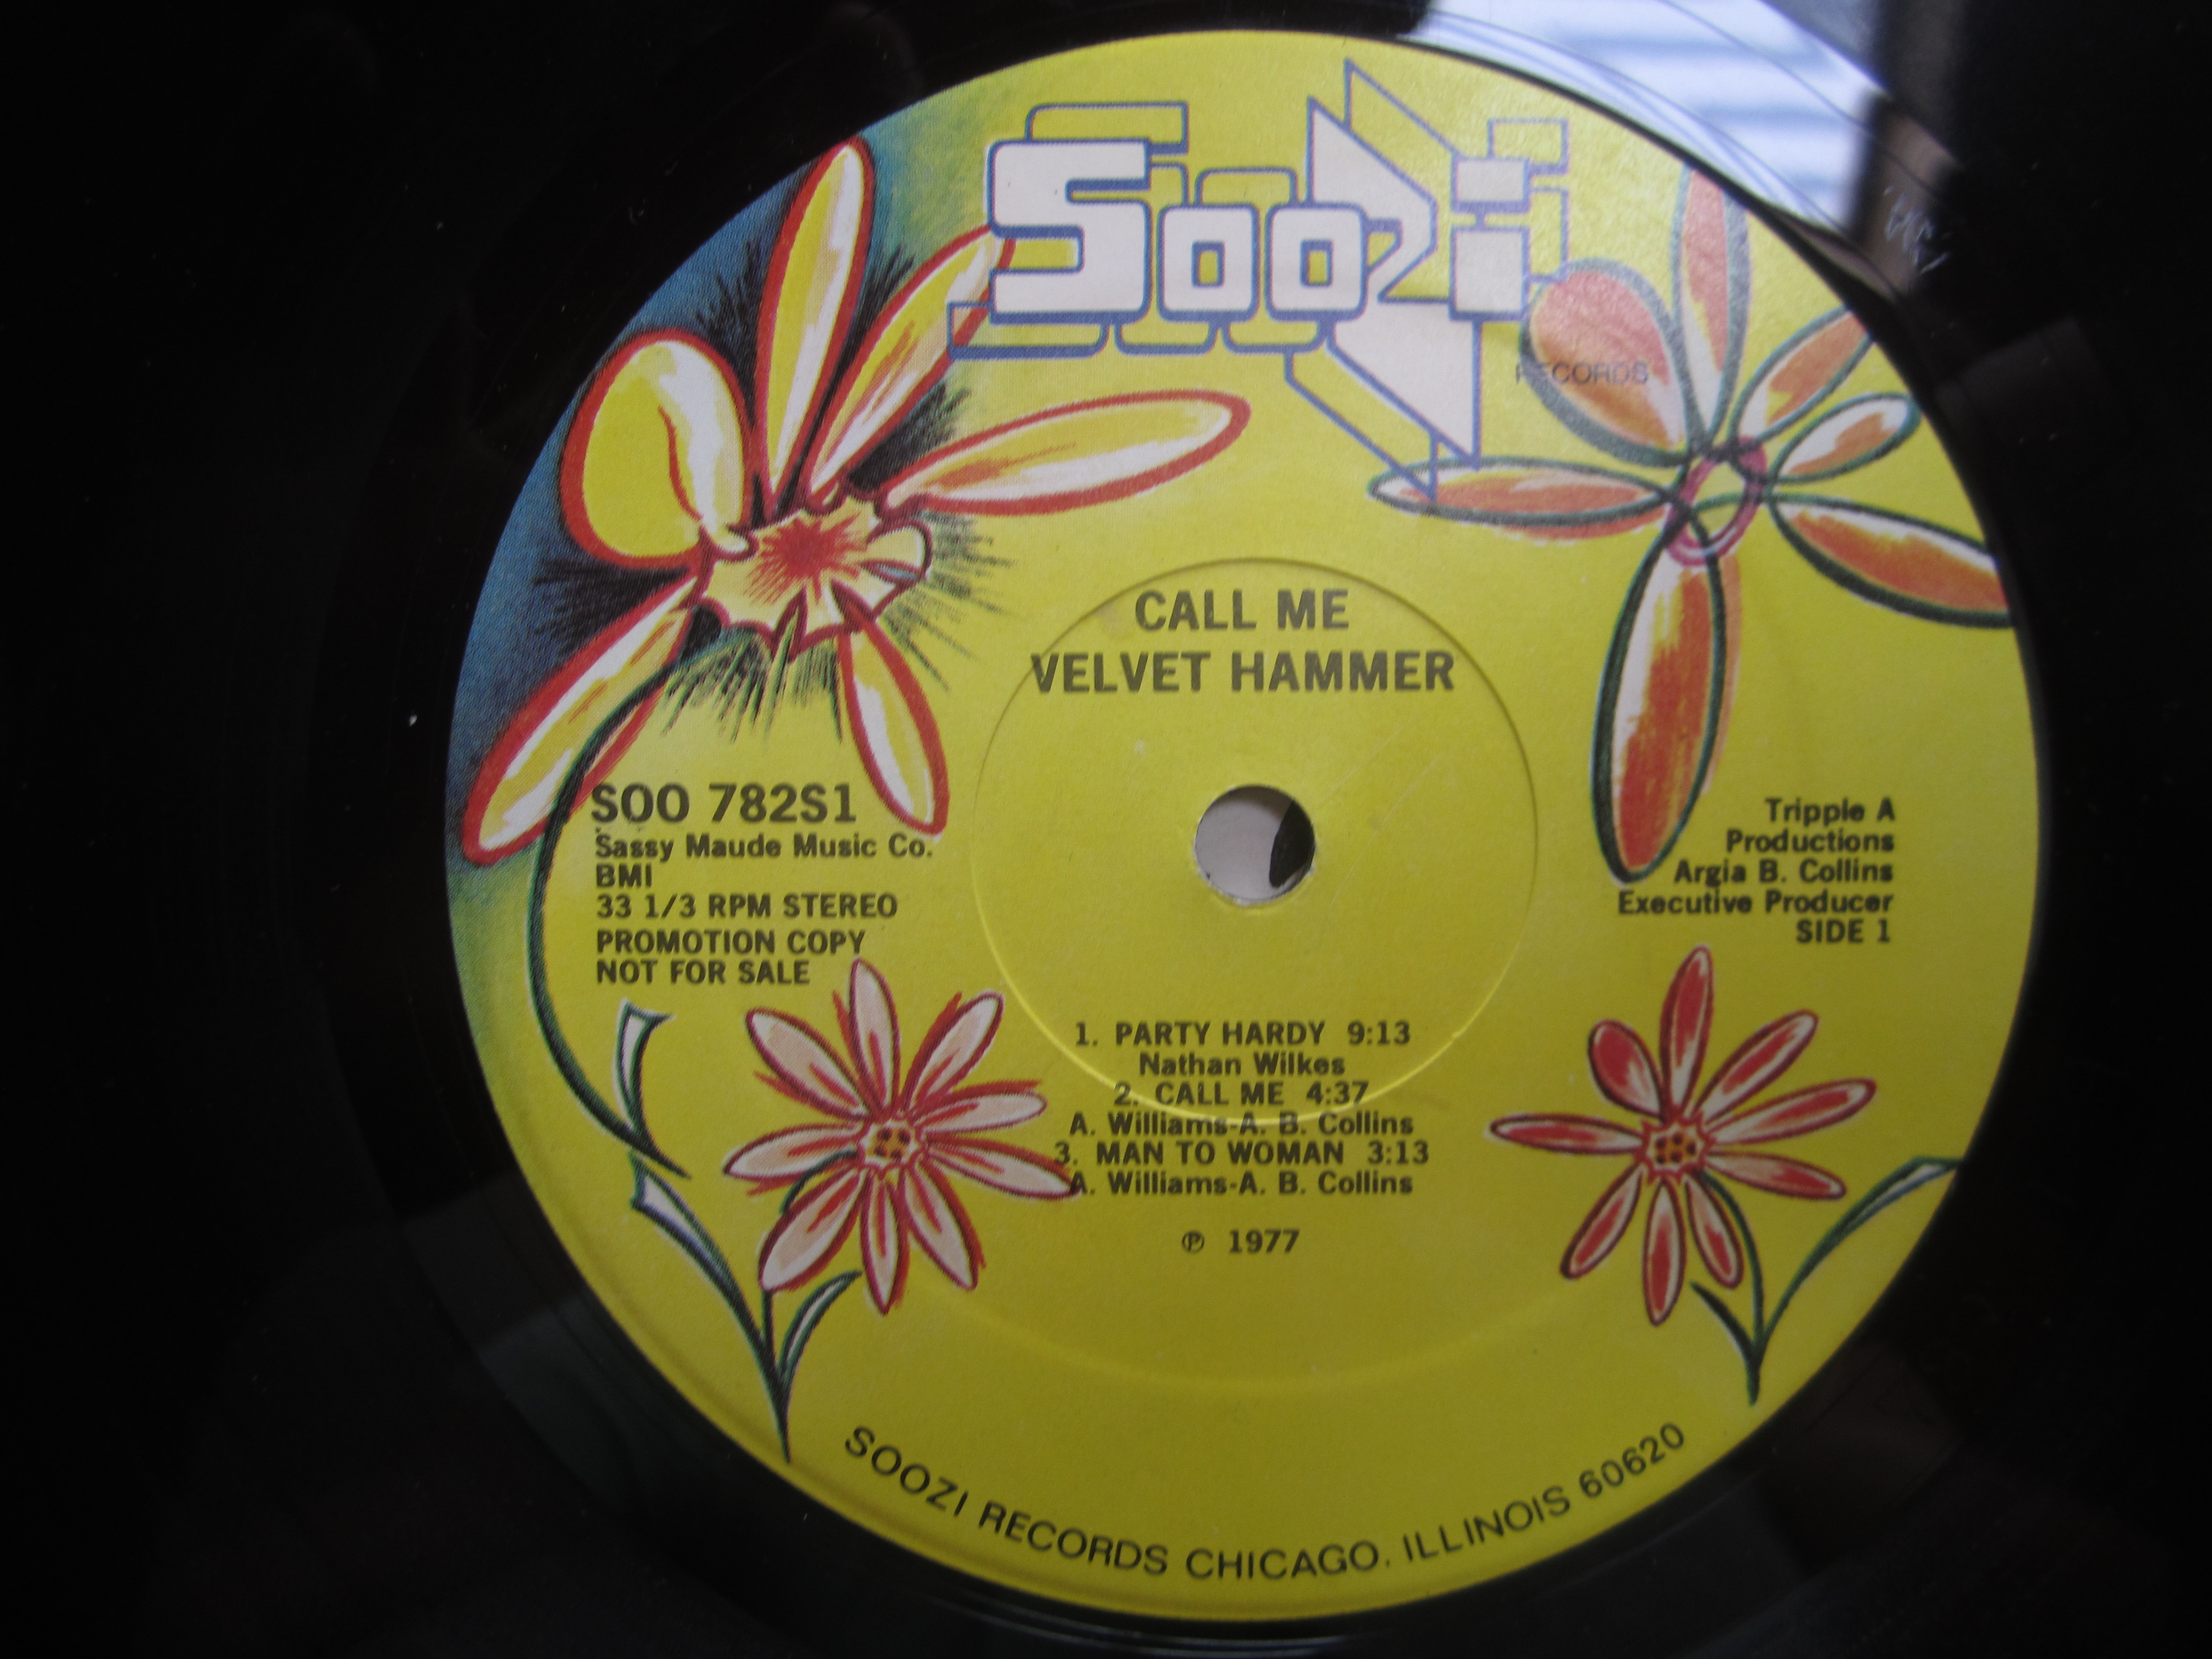 Soozi
RECORDS
CALL ME
VELVET HAMMER
SOO 782S1
Sassy Maude Music Co.
BMI
33 1/3 RPM STEREO
PROMOTION COPY
NOT FOR SALE
Tripple A
Productions
Argia B. Collins
Executive Producer
SIDE 1
1. PARTY HARDY 9:13
Nathan Wilkes
2. CALL ME 4:37
A. Williams-A. B. Collins
3. MAN TO WOMAN 3:13
A. Williams-A. B. Collins
℗ 1977
SOOZI RECORDS CHICAGO. ILLINOIS 60620